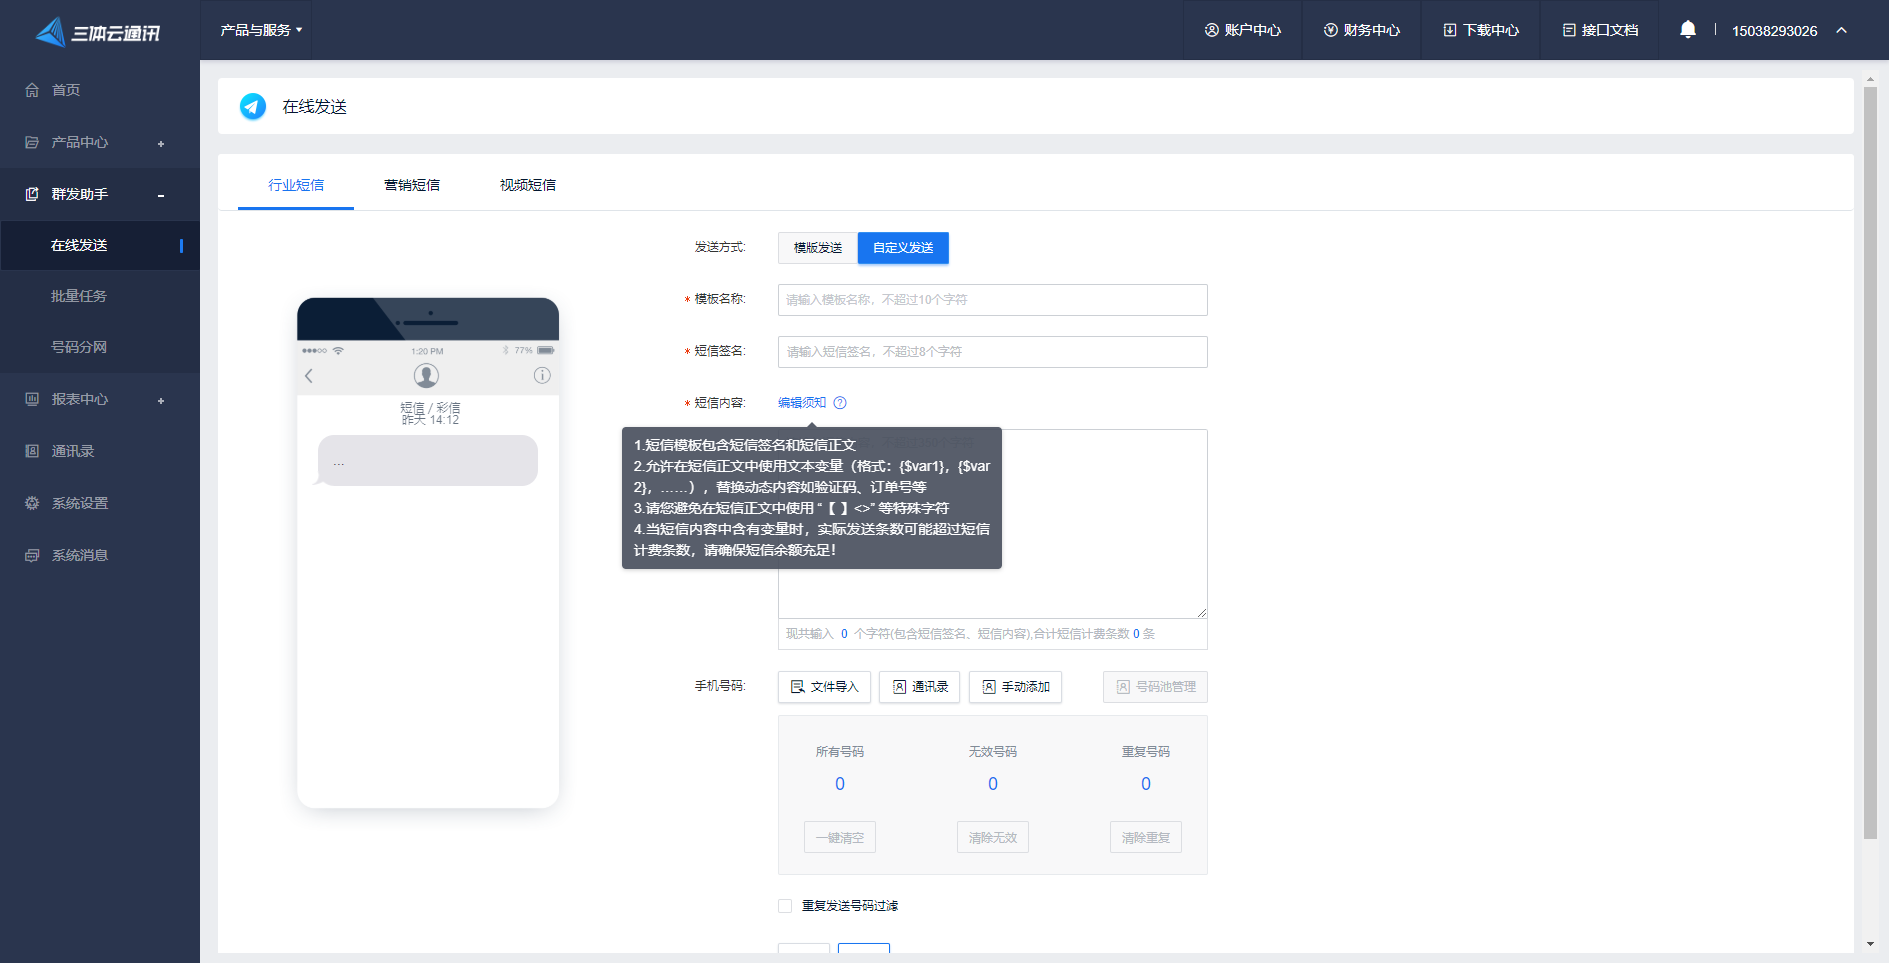 三体云通讯
产品与服务
账户中心
财务中心
下载中心
接口文档
15038293026
首页
产品中心 +
群发助手 -
在线发送
批量任务
号码分网
报表中心 +
通讯录
系统设置
系统消息
在线发送
行业短信
营销短信
视频短信
1:20 PM
77%
短信 / 彩信
昨天 14:12
...
发送方式:
模版发送
自定义发送
* 模板名称:
请输入模板名称，不超过10个字符
* 短信签名:
请输入短信签名，不超过8个字符
* 短信内容:
编辑须知
1.短信模板包含短信签名和短信正文
2.允许在短信正文中使用文本变量（格式：{$var1}，{$var
2}，……），替换动态内容如验证码、订单号等
3.请您避免在短信正文中使用 “【 】<>” 等特殊字符
4.当短信内容中含有变量时，实际发送条数可能超过短信
计费条数，请确保短信余额充足！
现共输入 0 个字符(包含短信签名、短信内容),合计短信计费条数 0 条
手机号码:
文件导入
通讯录
手动添加
号码池管理
所有号码
无效号码
重复号码
0
0
0
一键清空
清除无效
清除重复
重复发送号码过滤